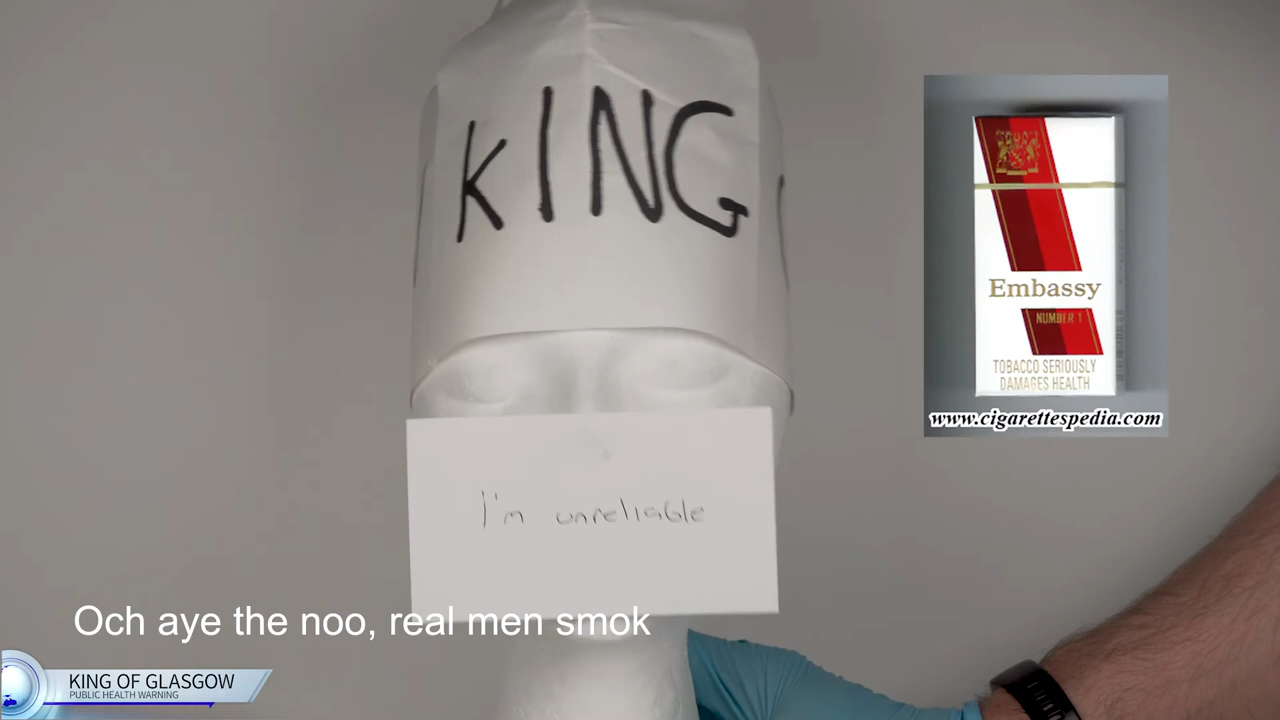 KING
I'm unreliable
Embassy
NUMBER 1
TOBACCO SERIOUSLY
DAMAGES HEALTH
www.cigarettespedia.com
Och aye the noo, real men smok
KING OF GLASGOW
PUBLIC HEALTH WARNING